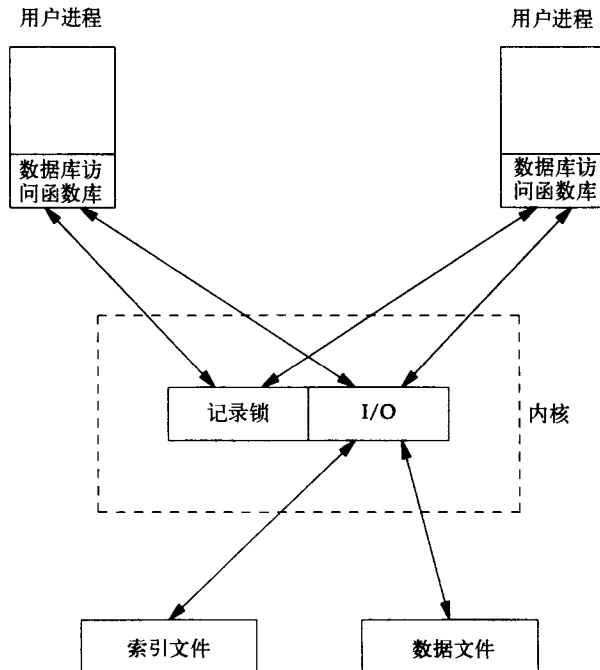 用户进程
用户进程
数据库访
问函数库
数据库访
问函数库
记录锁
I/O
内核
索引文件
数据文件